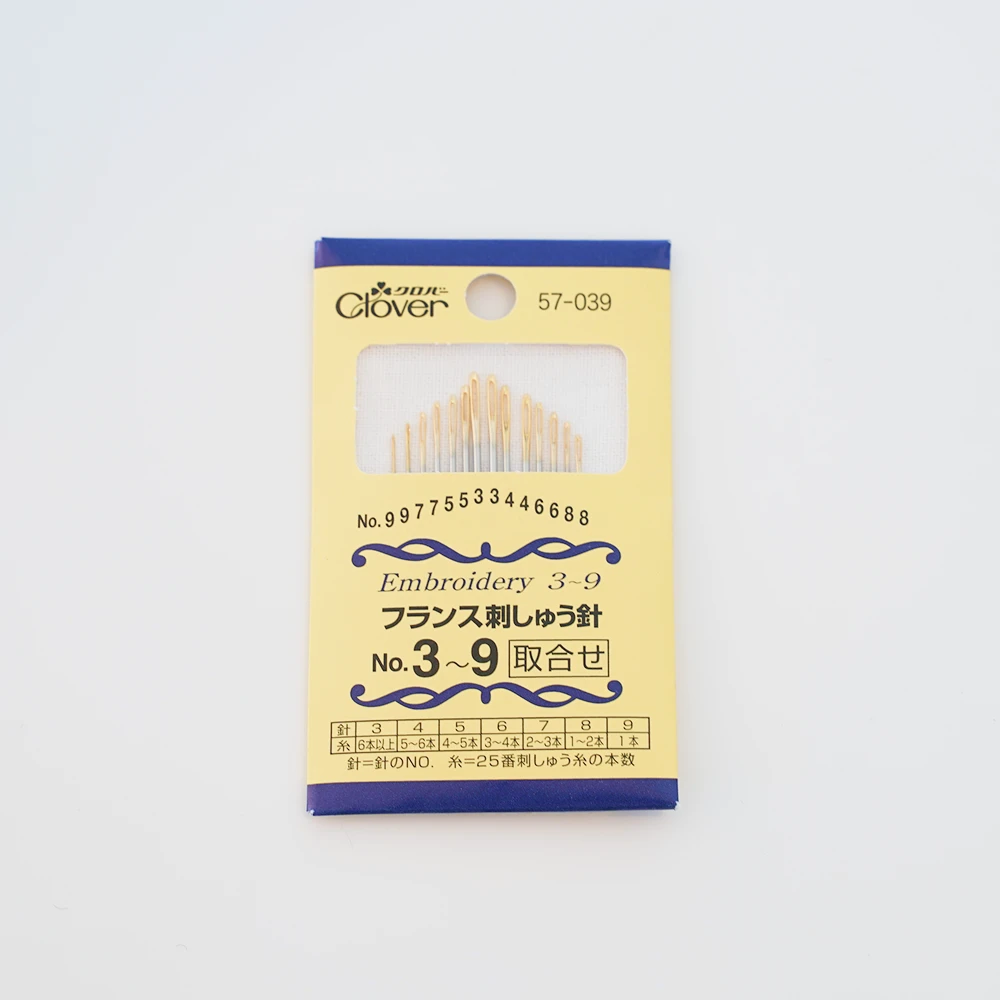 クロバー
Clover
57-039
No.99775533446688
Embroidery 3~9
フランス刺しゅう針
No.3~9 取合せ
針 3 4 5 6 7 8 9
糸 6本以上 5~6本 4~5本 3~4本 2~3本 1~2本 1本
針=針のNO. 糸=25番刺しゅう糸の本数